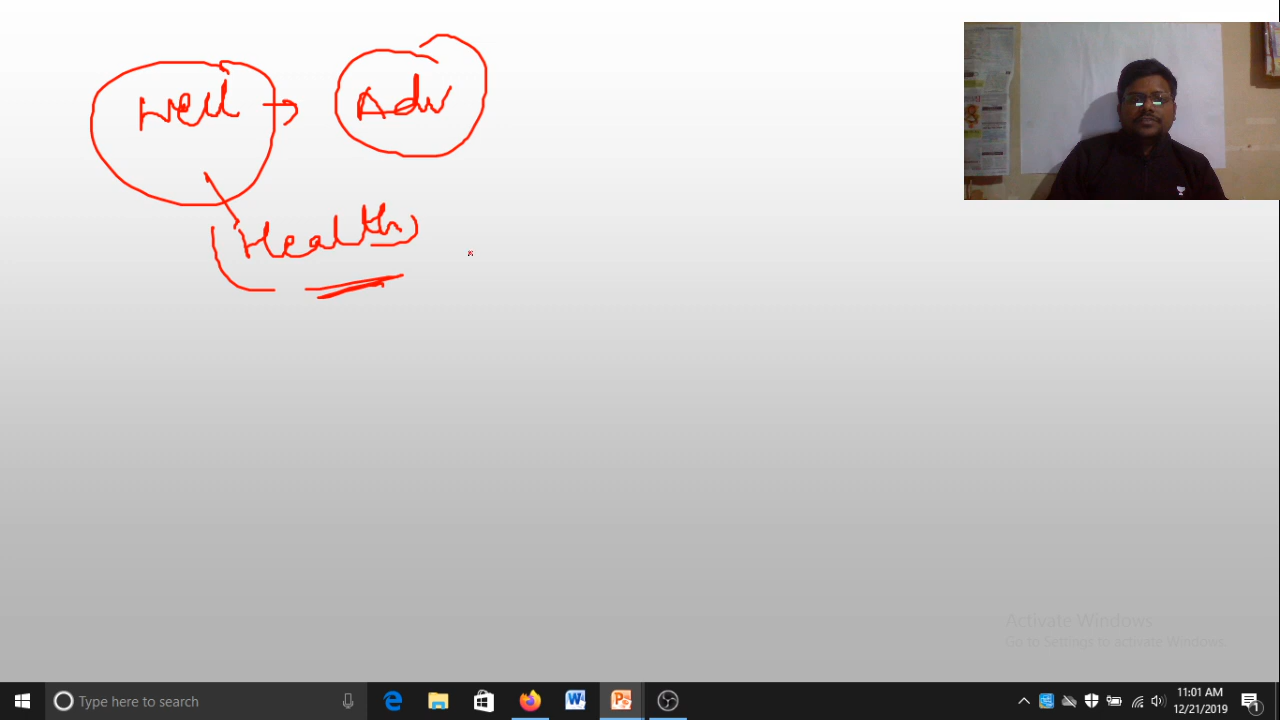 Well → Adv
Health
Activate Windows
Go to Settings to activate Windows
Type here to search
11:01 AM
12/21/2019
1